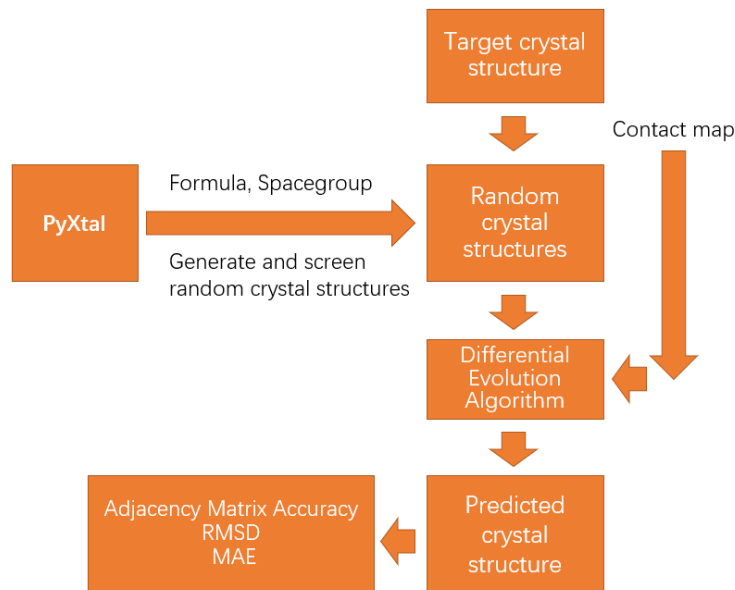 Target crystal
structure
Contact map
Formula, Spacegroup
PyXtal
Random
crystal
structures
Generate and screen
random crystal structures
Differential
Evolution
Algorithm
Adjacency Matrix Accuracy
RMSD
MAE
Predicted
crystal
structure